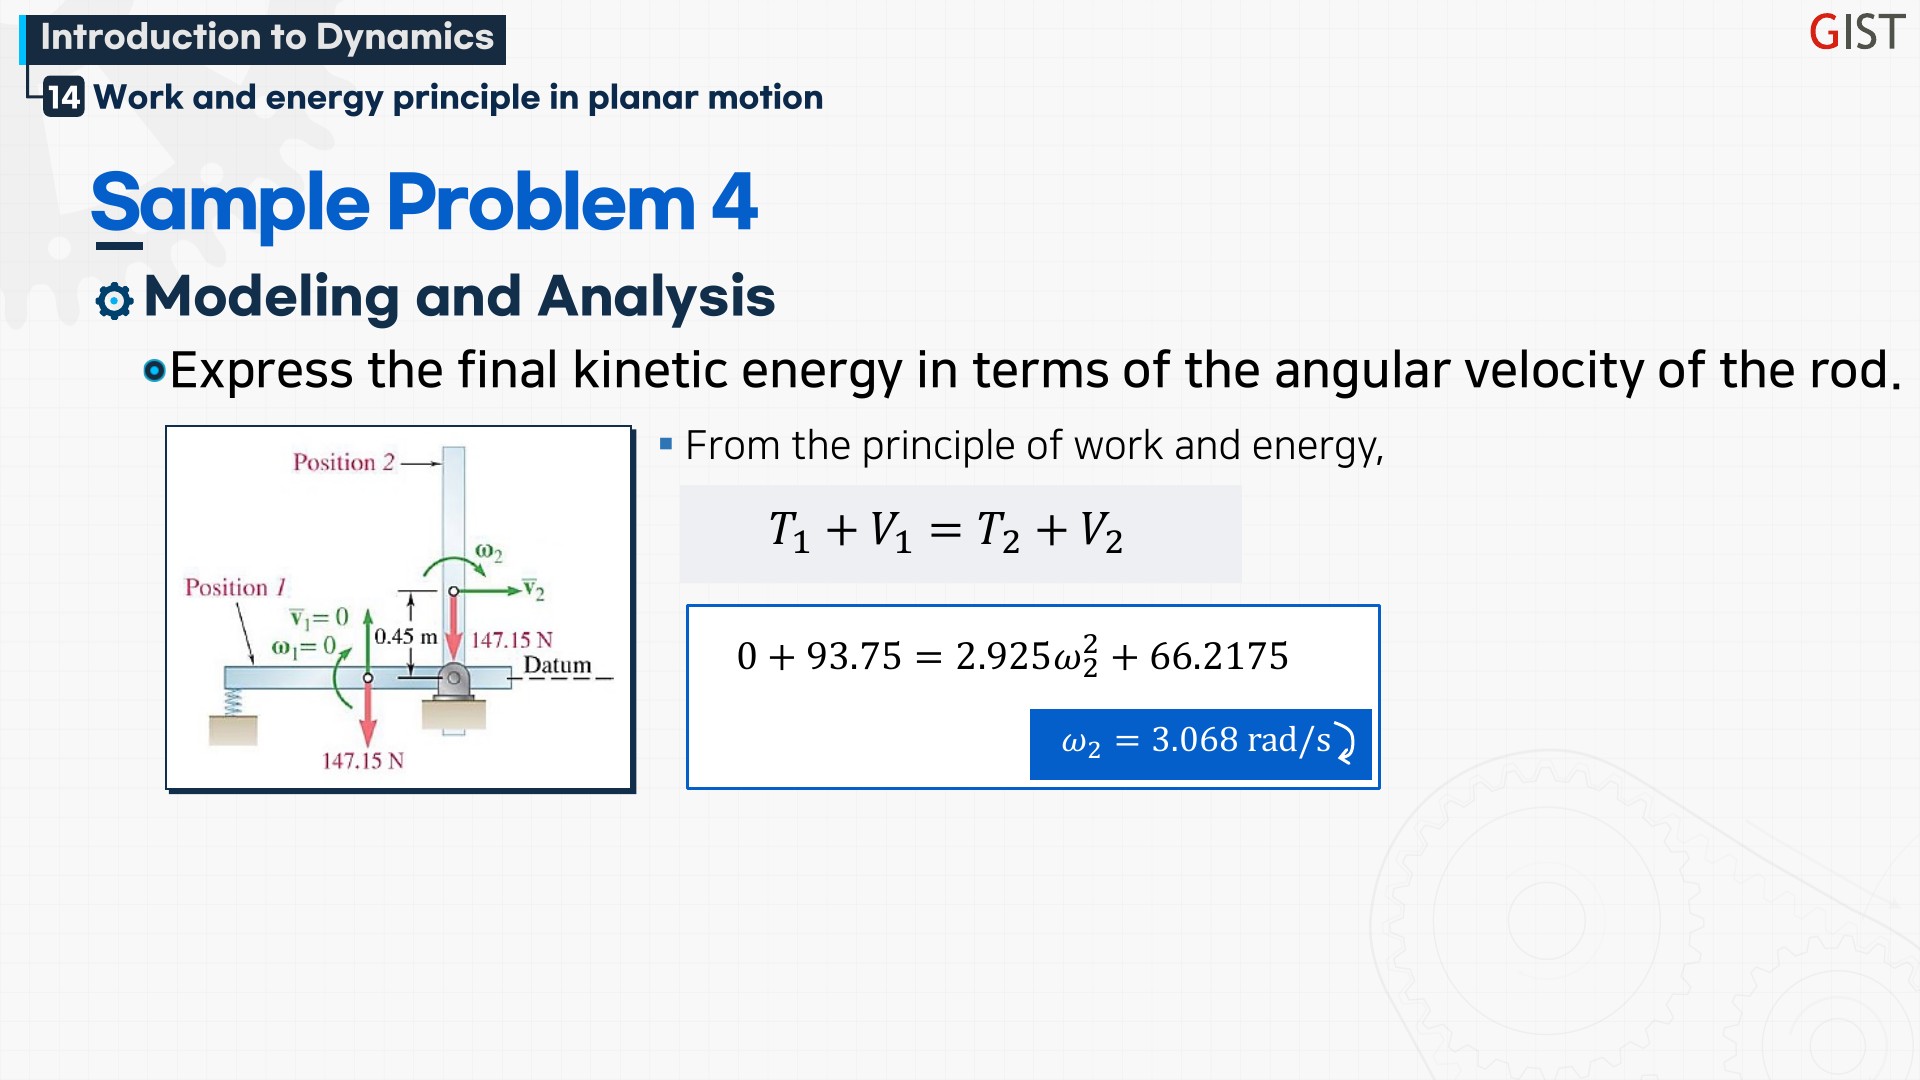 Introduction to Dynamics
GIST
14 Work and energy principle in planar motion
Sample Problem 4
Modeling and Analysis
Express the final kinetic energy in terms of the angular velocity of the rod.
Position 2
ω₂
v̅₂
Position 1
v̅₁= 0
ω₁= 0
0.45 m
147.15 N
Datum
147.15 N
From the principle of work and energy,
T₁ + V₁ = T₂ + V₂
0 + 93.75 = 2.925ω₂² + 66.2175
ω₂ = 3.068 rad/s